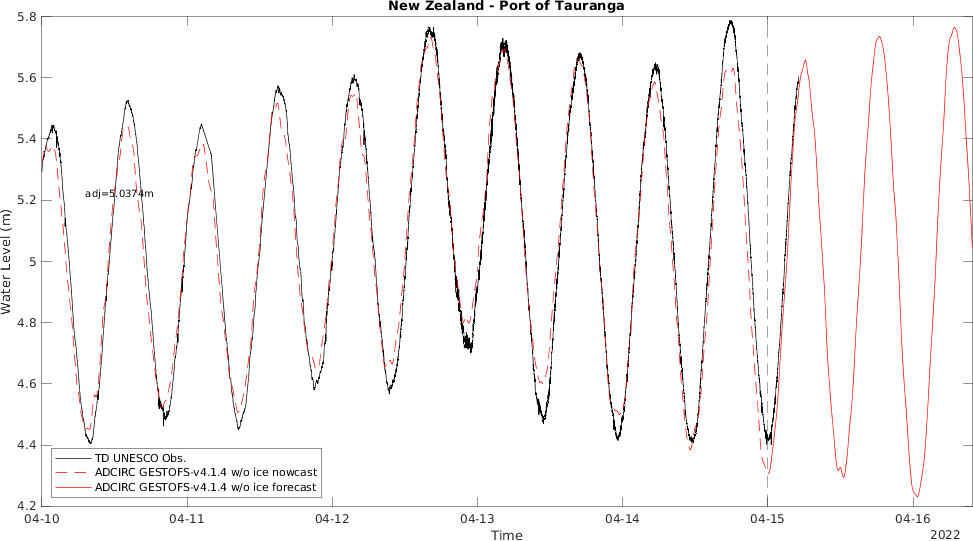 New Zealand - Port of Tauranga
5.8
5.6
5.4
5.2
5
4.8
4.6
4.4
4.2
Water Level (m)
adj=5.0374m
TD UNESCO Obs.
ADCIRC GESTOFS-v4.1.4 w/o ice nowcast
ADCIRC GESTOFS-v4.1.4 w/o ice forecast
04-10 04-11 04-12 04-13 04-14 04-15 04-16
Time
2022